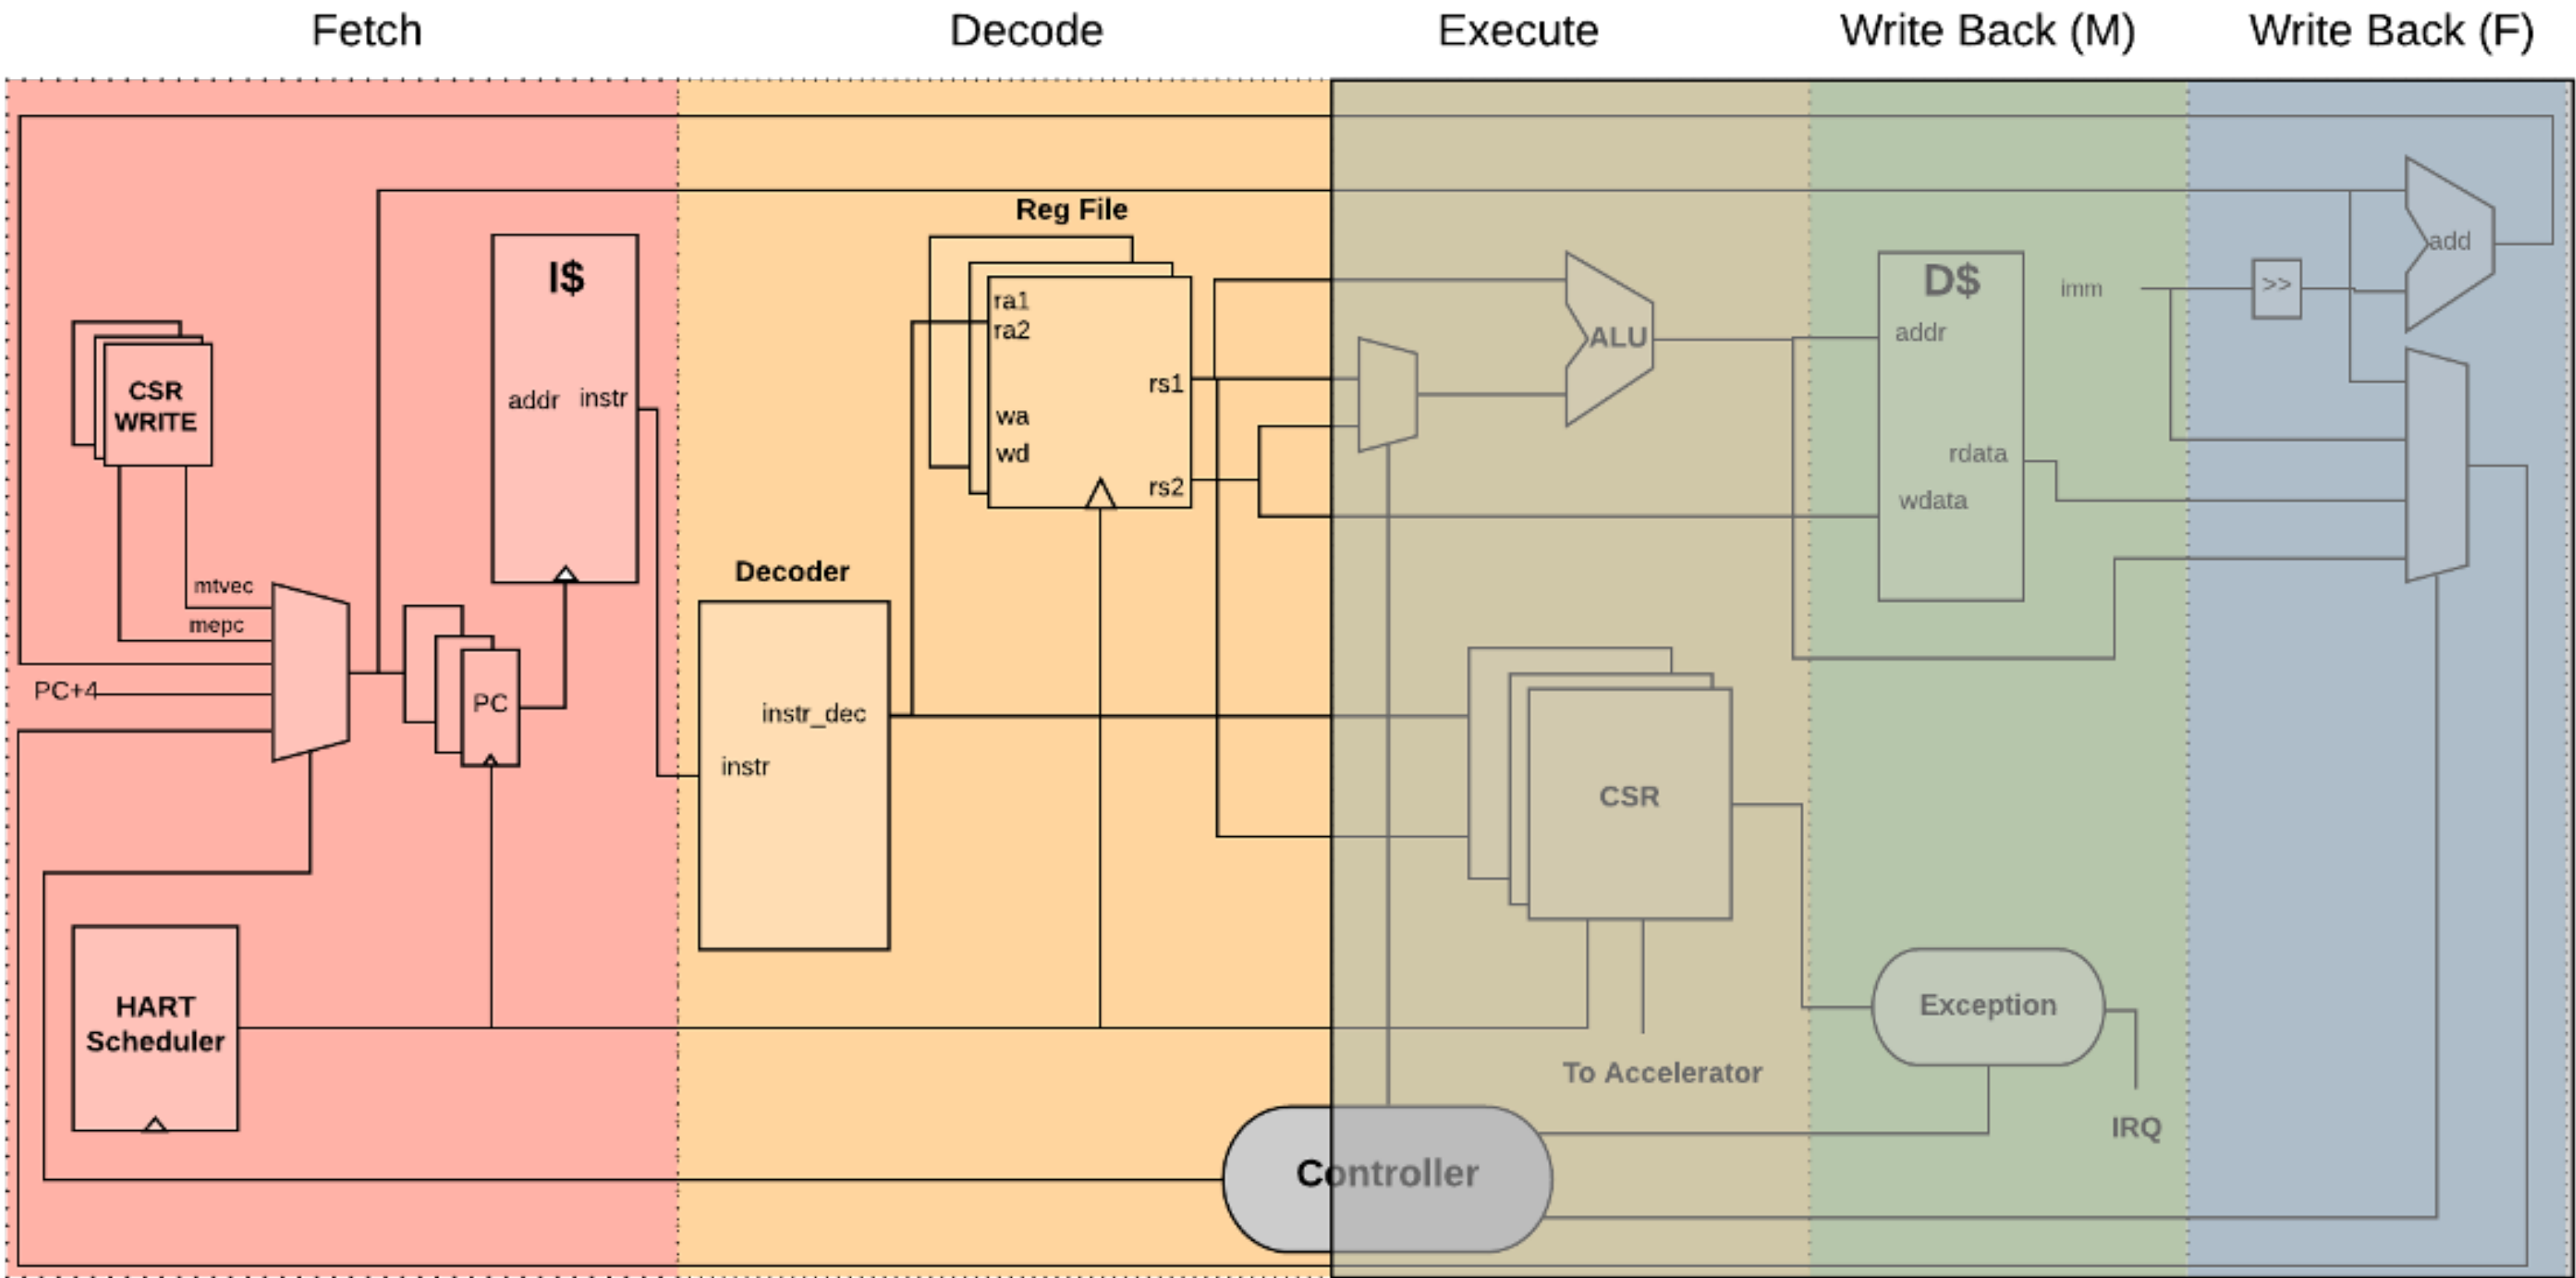 Fetch
Decode
Execute
Write Back (M)
Write Back (F)
CSR
WRITE
mtvec
mepc
PC+4
PC
I$
addr
instr
HART
Scheduler
Decoder
instr_dec
instr
Reg File
ra1
ra2
wa
wd
rs1
rs2
ALU
CSR
To Accelerator
Controller
D$
addr
rdata
wdata
imm
Exception
IRQ
>>
add